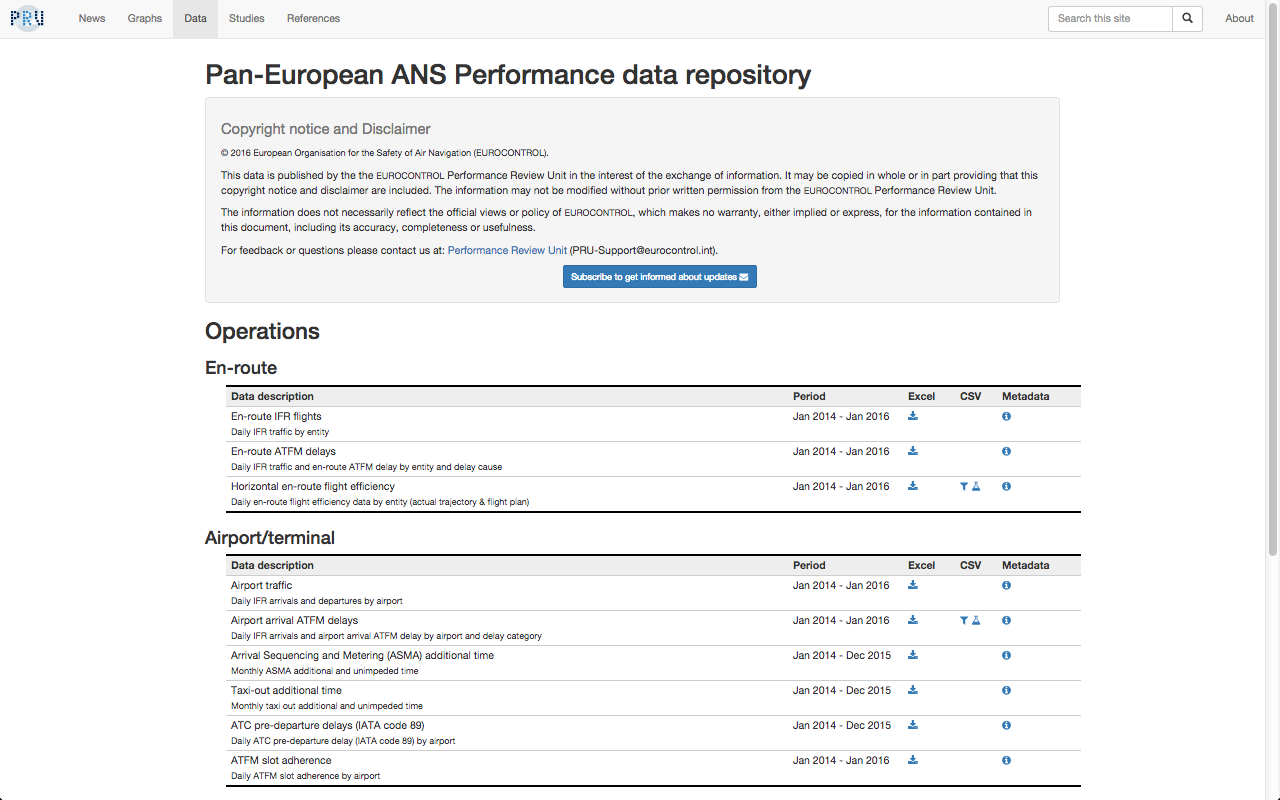 PRU News Graphs Data Studies References Search this site About
Pan-European ANS Performance data repository
Copyright notice and Disclaimer
© 2016 European Organisation for the Safety of Air Navigation (EUROCONTROL).
This data is published by the the EUROCONTROL Performance Review Unit in the interest of the exchange of information. It may be copied in whole or in part providing that this
copyright notice and disclaimer are included. The information may not be modified without prior written permission from the EUROCONTROL Performance Review Unit.
The information does not necessarily reflect the official views or policy of EUROCONTROL, which makes no warranty, either implied or express, for the information contained in
this document, including its accuracy, completeness or usefulness.
For feedback or questions please contact us at: Performance Review Unit (PRU-Support@eurocontrol.int).
Subscribe to get informed about updates
Operations
En-route
Data description Period Excel CSV Metadata
En-route IFR flights Jan 2014 - Jan 2016
Daily IFR traffic by entity
En-route ATFM delays Jan 2014 - Jan 2016
Daily IFR traffic and en-route ATFM delay by entity and delay cause
Horizontal en-route flight efficiency Jan 2014 - Jan 2016
Daily en-route flight efficiency data by entity (actual trajectory & flight plan)
Airport/terminal
Data description Period Excel CSV Metadata
Airport traffic Jan 2014 - Jan 2016
Daily IFR arrivals and departures by airport
Airport arrival ATFM delays Jan 2014 - Jan 2016
Daily IFR arrivals and airport arrival ATFM delay by airport and delay category
Arrival Sequencing and Metering (ASMA) additional time Jan 2014 - Dec 2015
Monthly ASMA additional and unimpeded time
Taxi-out additional time Jan 2014 - Dec 2015
Monthly taxi out additional and unimpeded time
ATC pre-departure delays (IATA code 89) Jan 2014 - Dec 2015
Daily ATC pre-departure delay (IATA code 89) by airport
ATFM slot adherence Jan 2014 - Jan 2016
Daily ATFM slot adherence by airport